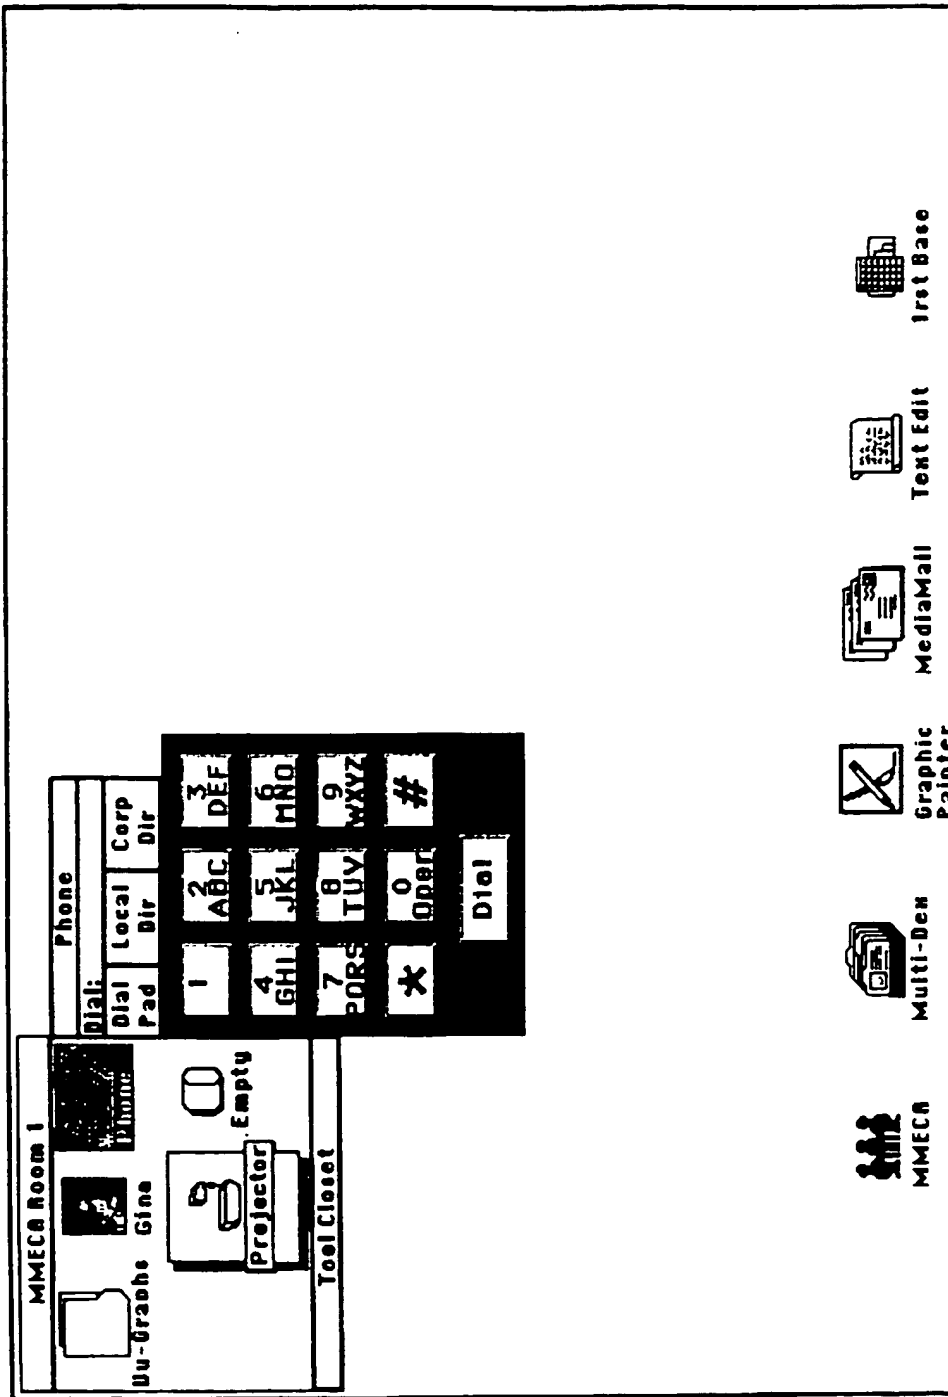 MMECA Room 1
Phone
Dial:
Dial Pad
Local Dir
Corp Dir
Vu-Graphs
Gina
Phone
Projector
Empty
Tool Closet
1
2 ABC
3 DEF
4 GHI
5 JKL
6 MNO
7 PQRS
8 TUV
9 WXYZ
*
0 Oper
#
Dial
MMECA
Multi-Dex
Graphic
Painter
MediaMail
Text Edit
1rst Base